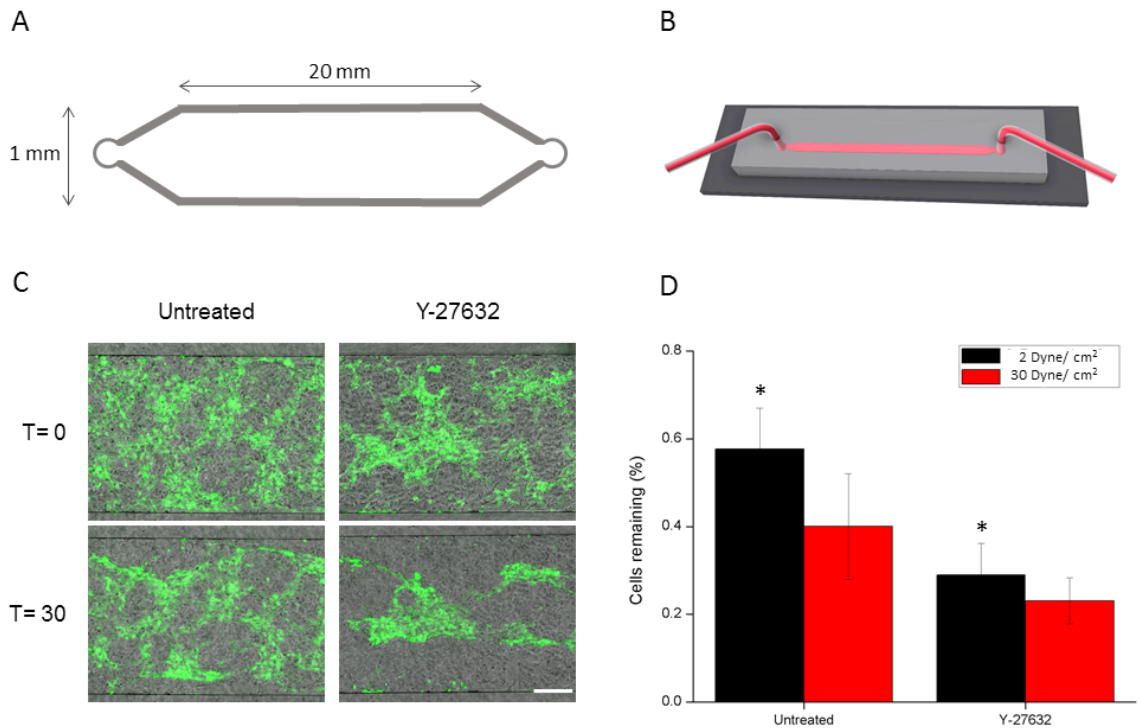 A
20 mm
1 mm
B
C
Untreated
Y-27632
T= 0
T= 30
D
2 Dyne/ cm²
30 Dyne/ cm²
*
*
0.8
0.6
0.4
0.2
0.0
Cells remaining (%)
Untreated
Y-27632